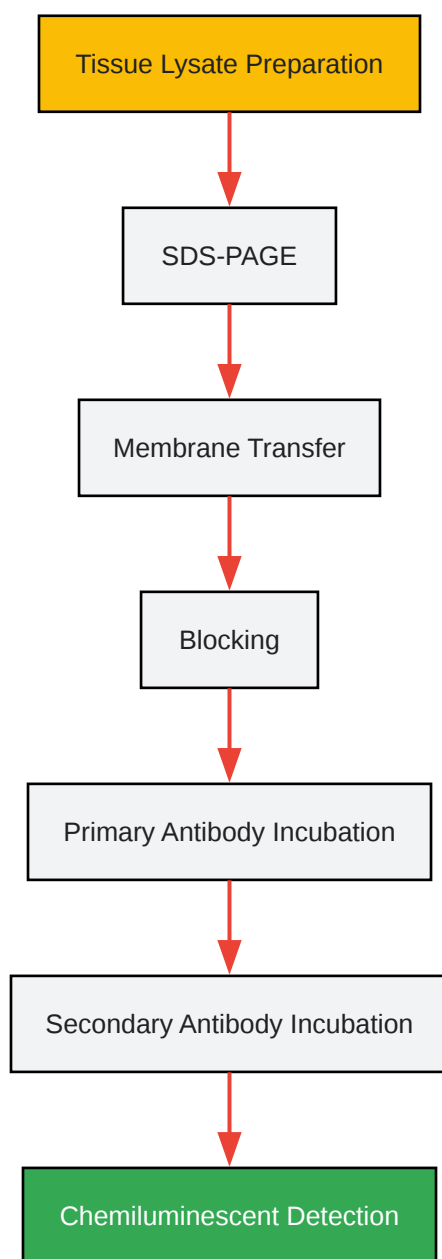 Tissue Lysate Preparation
SDS-PAGE
Membrane Transfer
Blocking
Primary Antibody Incubation
Secondary Antibody Incubation
Chemiluminescent Detection